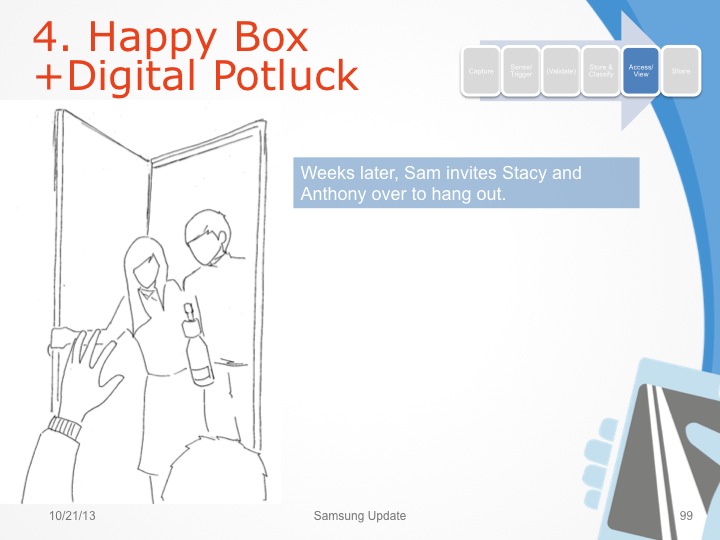 4. Happy Box
+Digital Potluck
Capture
Sense/
Trigger
(Validate)
Store &
Classify
Access/
View
Share
Weeks later, Sam invites Stacy and
Anthony over to hang out.
10/21/13
Samsung Update
99